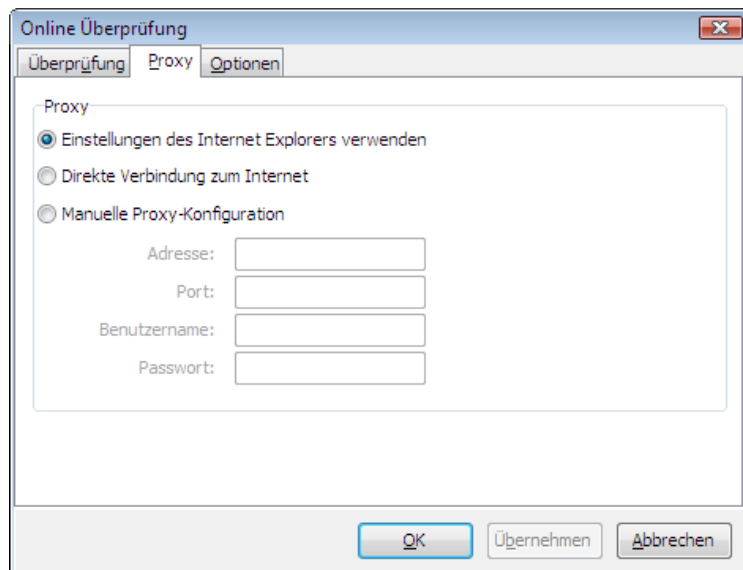 Online Überprüfung
Überprüfung Proxy Optionen
Proxy
Einstellungen des Internet Explorers verwenden
Direkte Verbindung zum Internet
Manuelle Proxy-Konfiguration
Adresse:
Port:
Benutzername:
Passwort:
OK Übernehmen Abbrechen